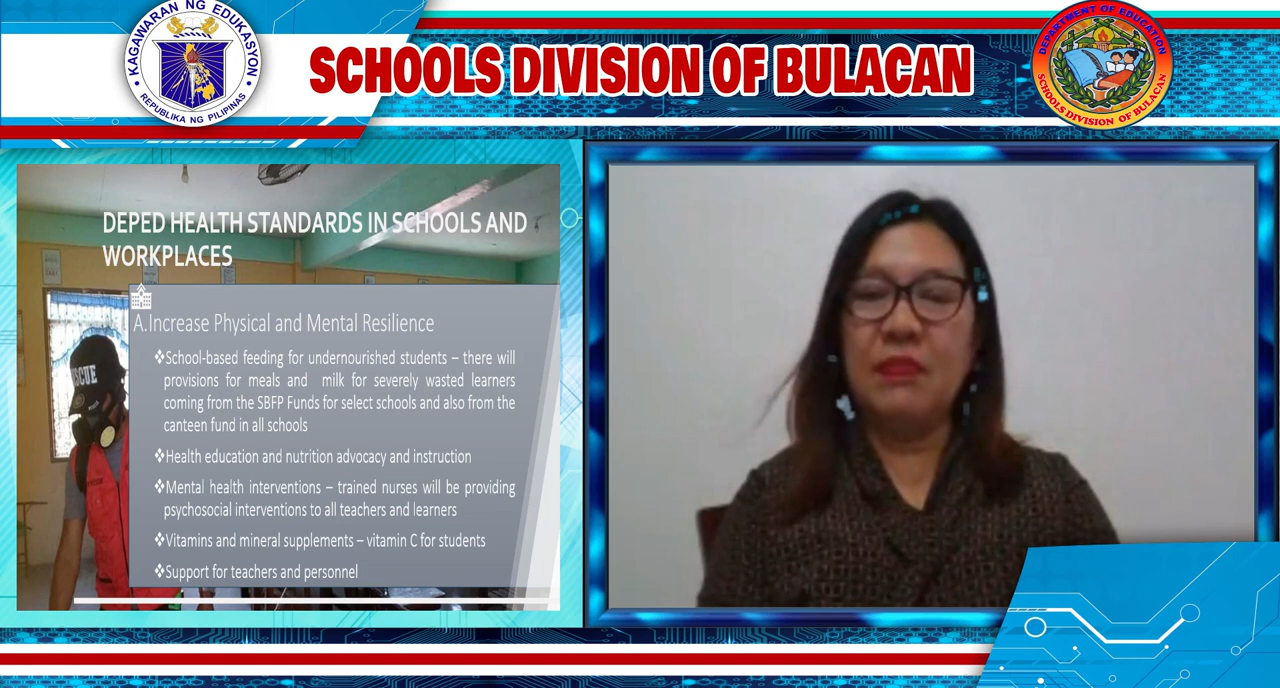 KAGAWARAN NG EDUKASYON
REPUBLIKA NG PILIPINAS
SCHOOLS DIVISION OF BULACAN
DEPARTMENT OF EDUCATION
SCHOOLS DIVISION OF BULACAN
DEPED HEALTH STANDARDS IN SCHOOLS AND
WORKPLACES
A.Increase Physical and Mental Resilience
❖School-based feeding for undernourished students – there will
provisions for meals and milk for severely wasted learners
coming from the SBFP Funds for select schools and also from the
canteen fund in all schools
❖Health education and nutrition advocacy and instruction
❖Mental health interventions – trained nurses will be providing
psychosocial interventions to all teachers and learners
❖Vitamins and mineral supplements – vitamin C for students
❖Support for teachers and personnel